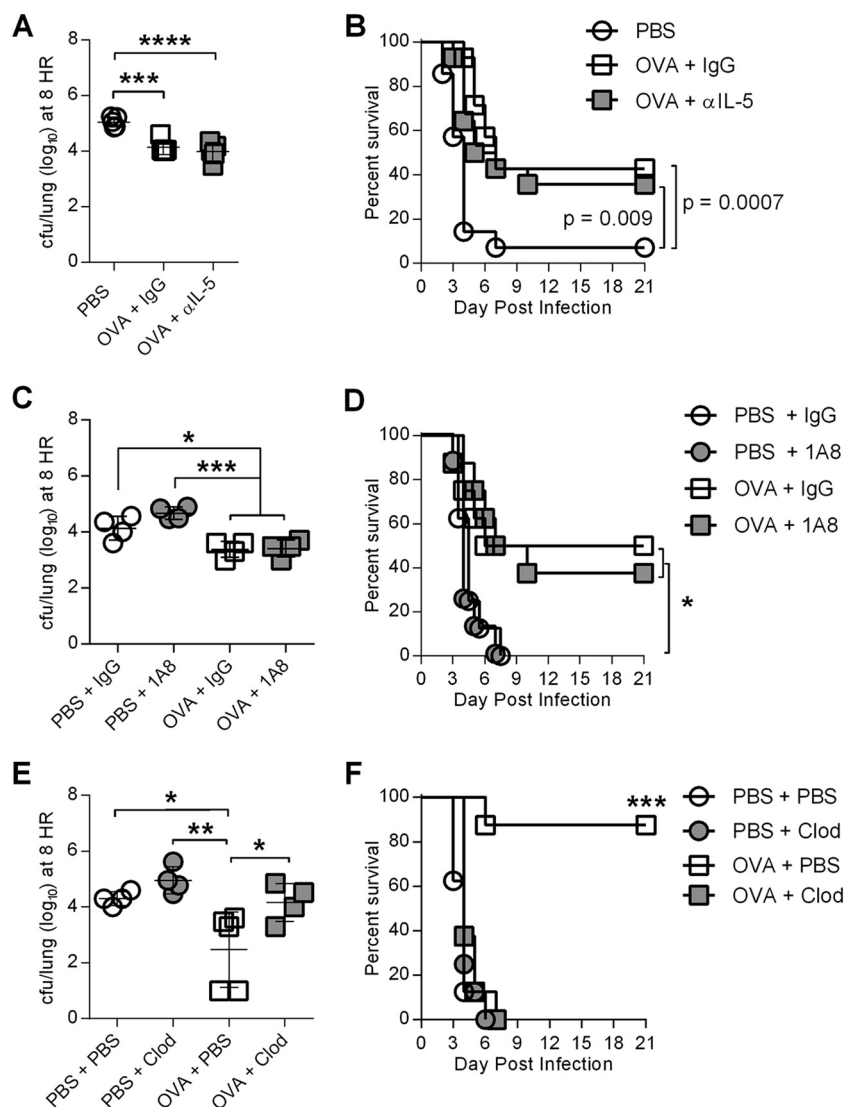 A
cfu/lung (log10) at 8 HR
8
6
4
2
0
****
***
PBS
OVA + IgG
OVA + αIL-5
B
Percent survival
100
80
60
40
20
0
0 3 6 9 12 15 18 21
Day Post Infection
PBS
OVA + IgG
OVA + αIL-5
p = 0.009
p = 0.0007
C
cfu/lung (log10) at 8 HR
8
6
4
2
0
*
***
PBS + IgG
PBS + 1A8
OVA + IgG
OVA + 1A8
D
Percent survival
100
80
60
40
20
0
0 3 6 9 12 15 18 21
Day Post Infection
PBS + IgG
PBS + 1A8
OVA + IgG
OVA + 1A8
*
E
cfu/lung (log10) at 8 HR
8
6
4
2
0
*
**
*
PBS + PBS
PBS + Clod
OVA + PBS
OVA + Clod
F
Percent survival
100
80
60
40
20
0
0 3 6 9 12 15 18 21
Day Post Infection
***
PBS + PBS
PBS + Clod
OVA + PBS
OVA + Clod